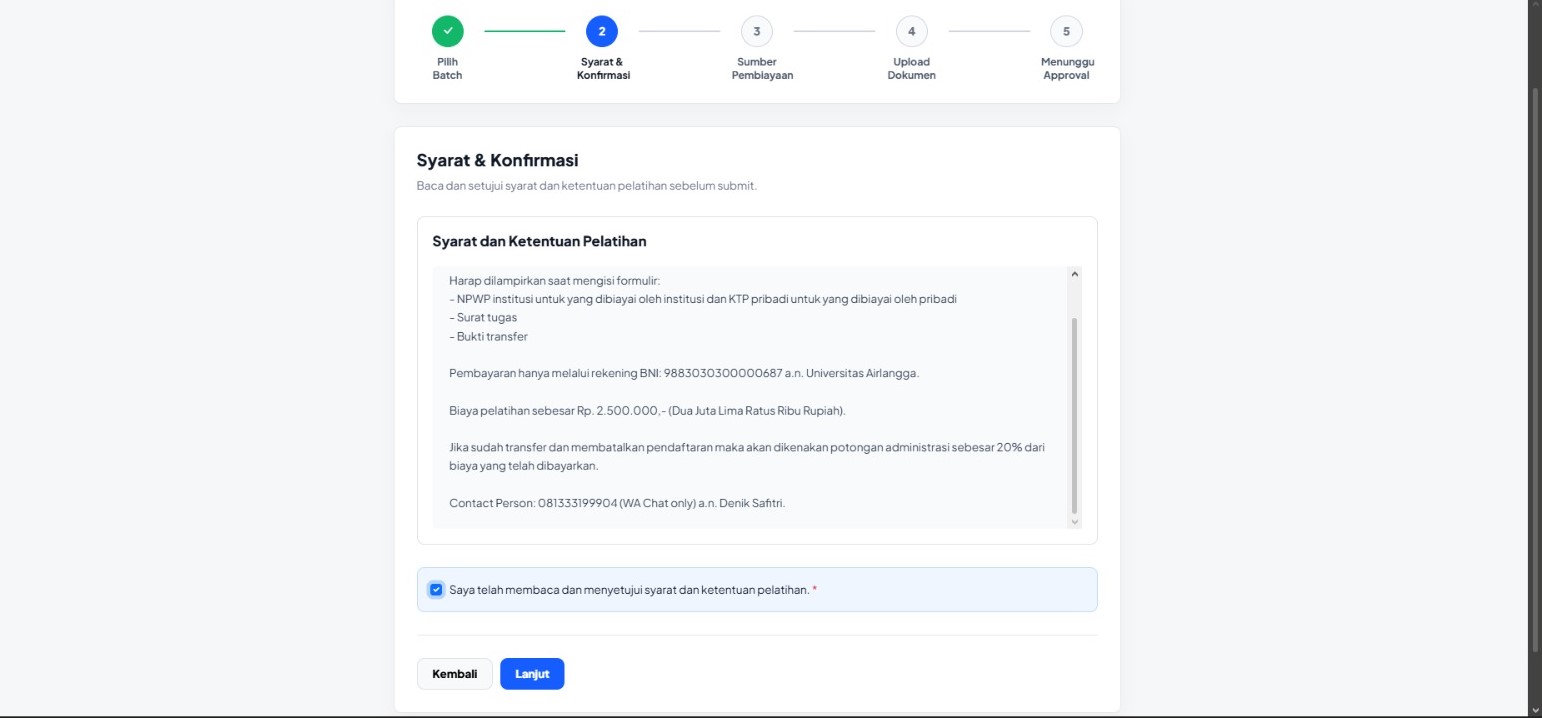 2
3
4
5
Pilih
Batch
Syarat &
Konfirmasi
Sumber
Pembiayaan
Upload
Dokumen
Menunggu
Approval
Syarat & Konfirmasi
Baca dan setujui syarat dan ketentuan pelatihan sebelum submit.
Syarat dan Ketentuan Pelatihan
Harap dilampirkan saat mengisi formulir:
- NPWP institusi untuk yang dibiayai oleh institusi dan KTP pribadi untuk yang dibiayai oleh pribadi
- Surat tugas
- Bukti transfer
Pembayaran hanya melalui rekening BNI: 9883030300000687 a.n. Universitas Airlangga.
Biaya pelatihan sebesar Rp. 2.500.000,- (Dua Juta Lima Ratus Ribu Rupiah).
Jika sudah transfer dan membatalkan pendaftaran maka akan dikenakan potongan administrasi sebesar 20% dari
biaya yang telah dibayarkan.
Contact Person: 081333199904 (WA Chat only) a.n. Denik Safitri.
Saya telah membaca dan menyetujui syarat dan ketentuan pelatihan. *
Kembali
Lanjut